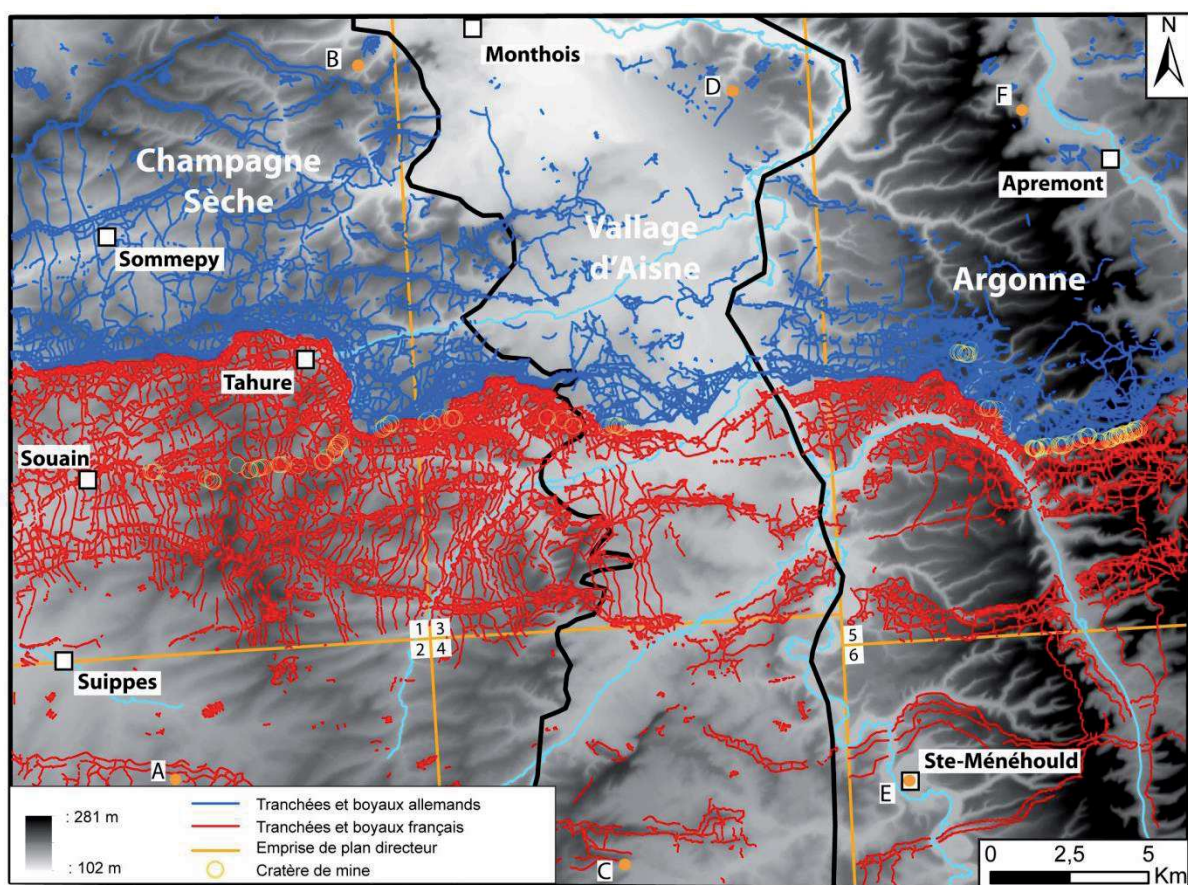 Monthois
N
B
D
F
Champagne
Sèche
Apremont
Sommepy
Vallage
d'Aisne
Argonne
Tahure
Souain
1 3
2 4
5
6
Suippes
A
Ste-Ménéhould
E
C
: 281 m
: 102 m
Tranchées et boyaux allemands
Tranchées et boyaux français
Emprise de plan directeur
Cratère de mine
0 2,5 5
Km